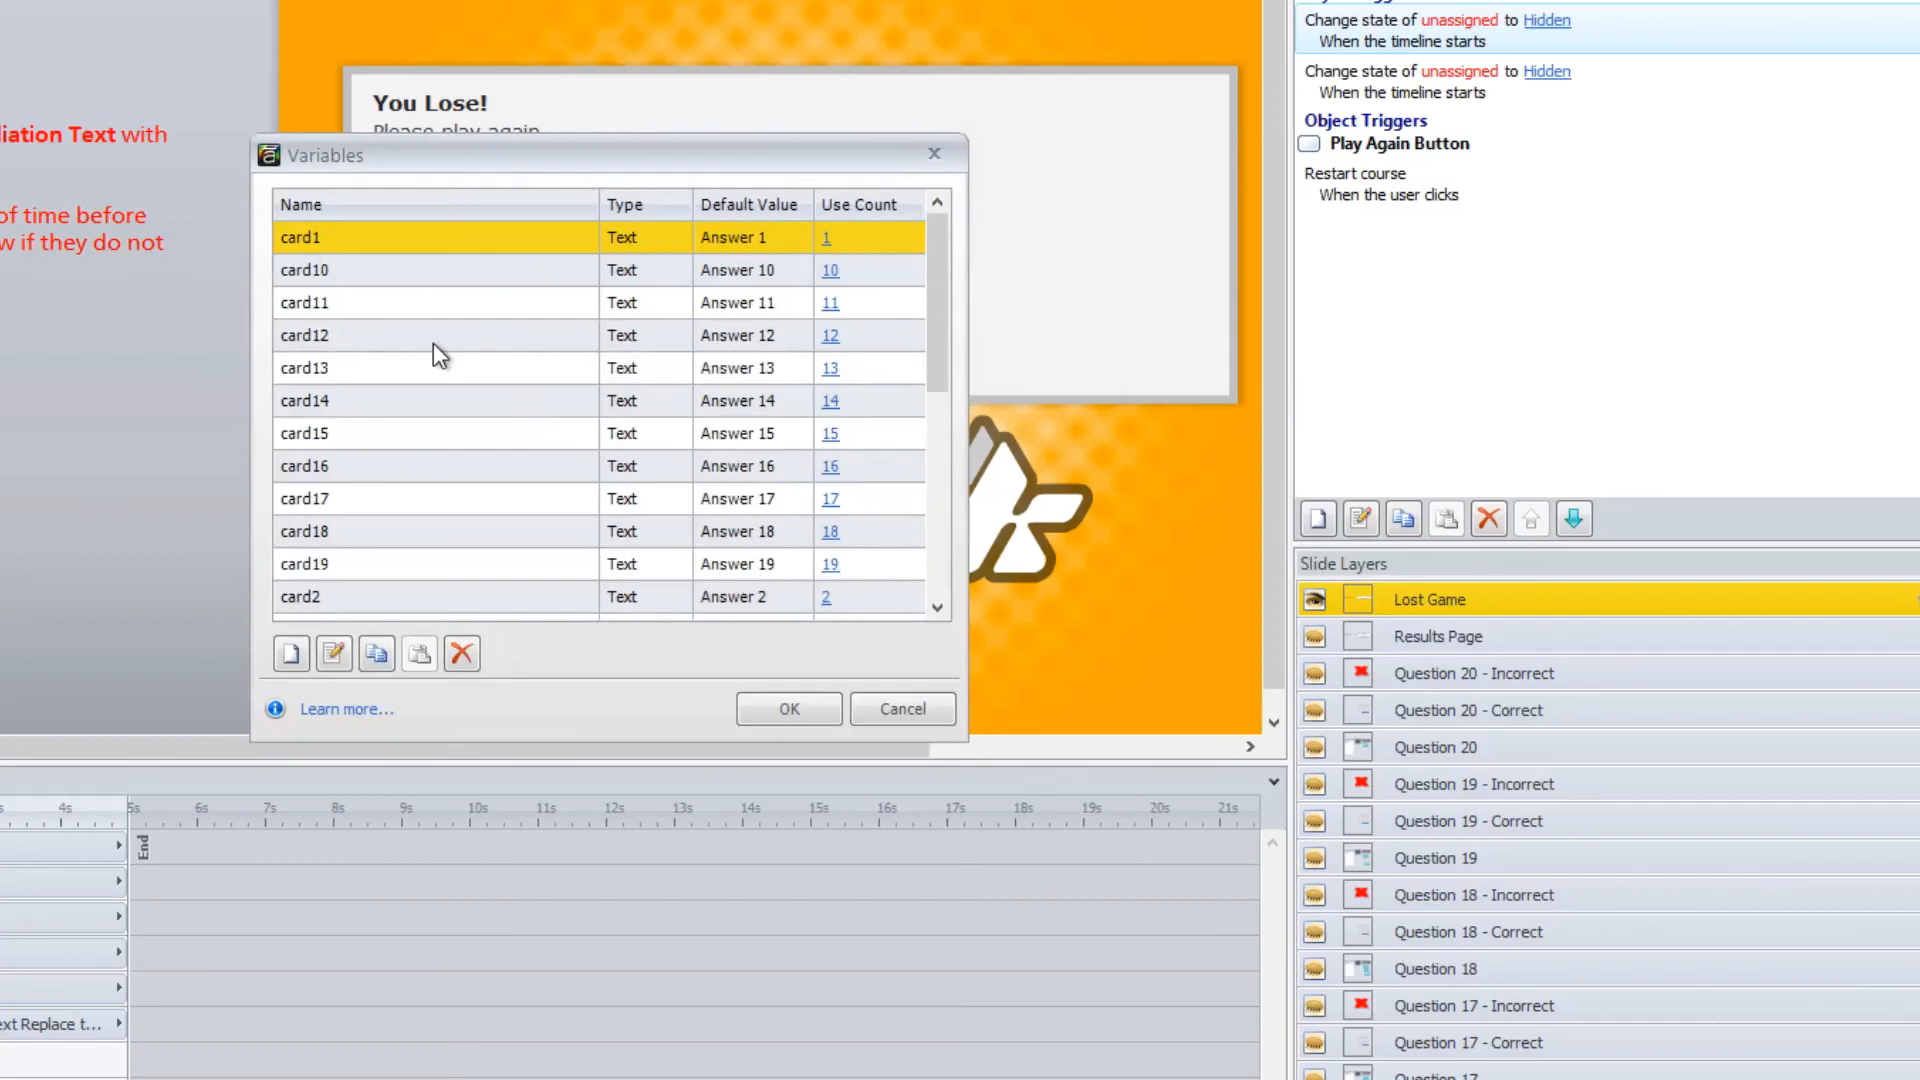 liation Text with
of time before
w if they do not
You Lose!
Please play again
Variables
Name Type Default Value Use Count
card1 Text Answer 1 1
card10 Text Answer 10 10
card11 Text Answer 11 11
card12 Text Answer 12 12
card13 Text Answer 13 13
card14 Text Answer 14 14
card15 Text Answer 15 15
card16 Text Answer 16 16
card17 Text Answer 17 17
card18 Text Answer 18 18
card19 Text Answer 19 19
card2 Text Answer 2 2
Learn more...
OK Cancel
4s 5s 6s 7s 8s 9s 10s 11s 12s 13s 14s 15s 16s 17s 18s 19s 20s 21s
End
ext Replace t...
Change state of unassigned to Hidden
When the timeline starts
Change state of unassigned to Hidden
When the timeline starts
Object Triggers
Play Again Button
Restart course
When the user clicks
Slide Layers
Lost Game
Results Page
Question 20 - Incorrect
Question 20 - Correct
Question 20
Question 19 - Incorrect
Question 19 - Correct
Question 19
Question 18 - Incorrect
Question 18 - Correct
Question 18
Question 17 - Incorrect
Question 17 - Correct
Question 17